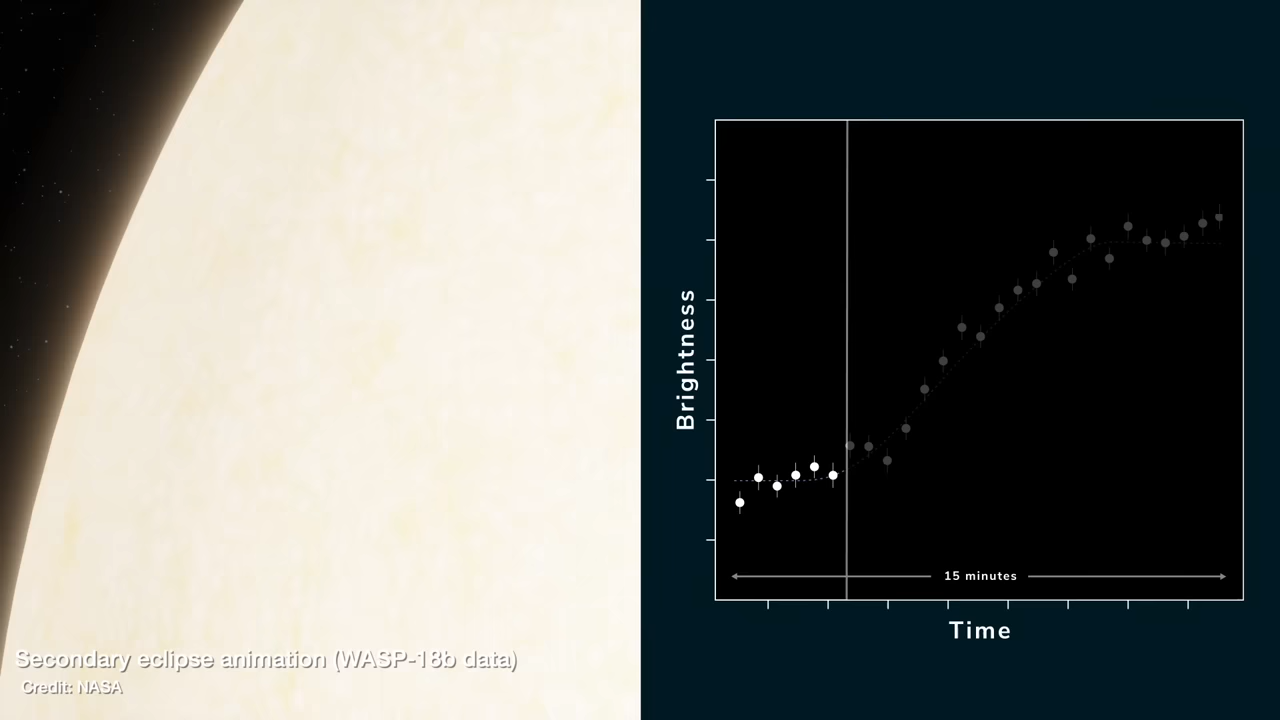 Secondary eclipse animation (WASP-18b data)
Credit: NASA
Brightness
15 minutes
Time